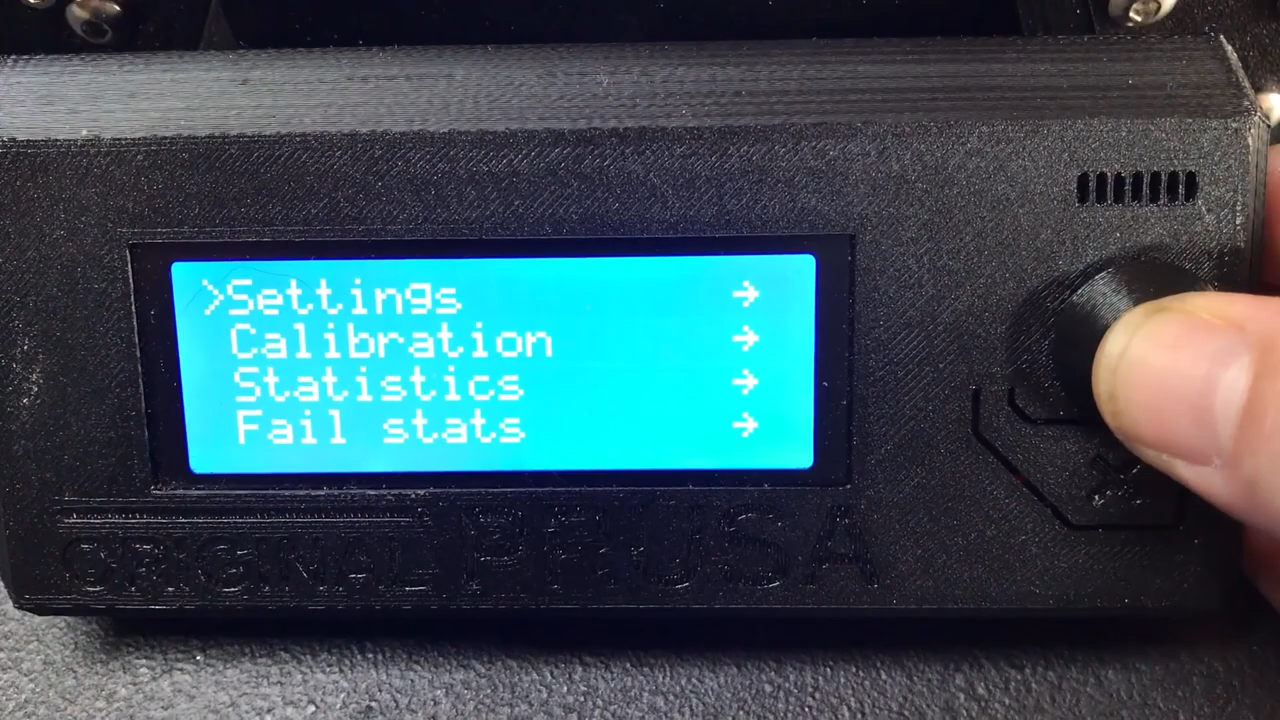 >Settings →
Calibration →
Statistics →
Fail stats →
ORIGINAL PRUSA
X